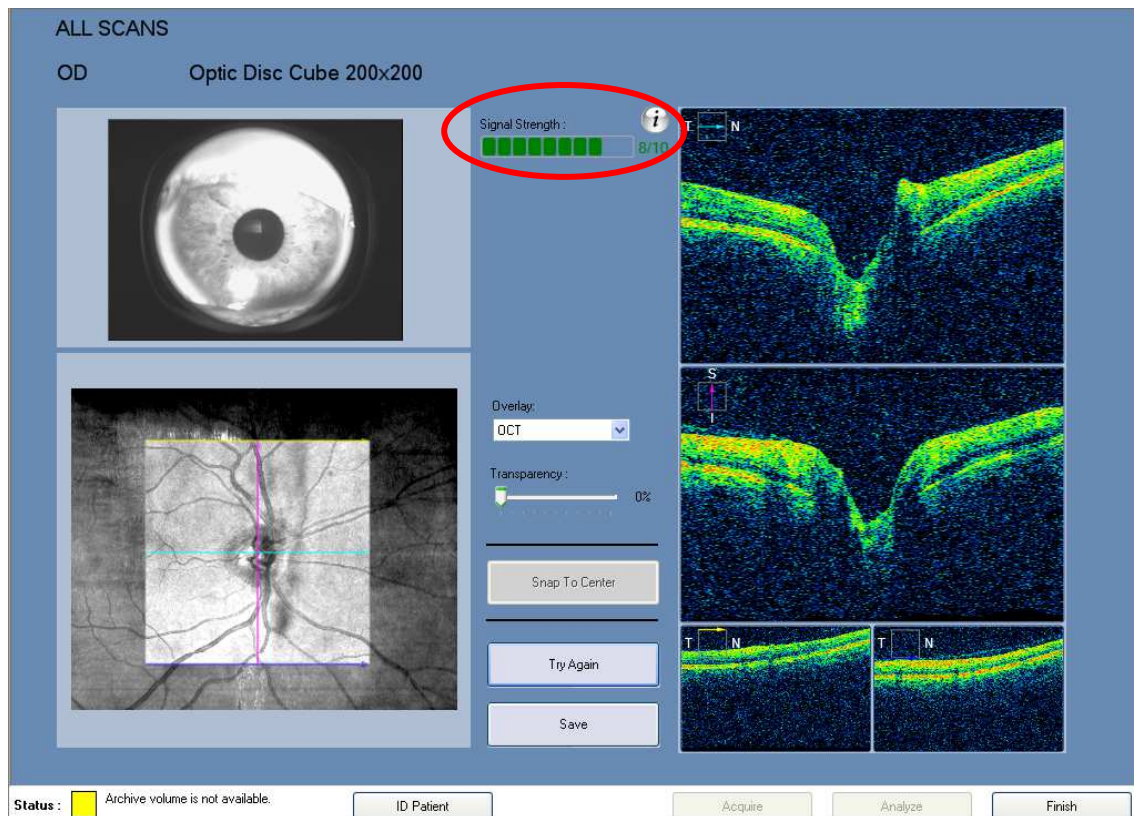 ALL SCANS
OD Optic Disc Cube 200x200
Signal Strength :
i
8/10
T N
S
I
Overlay:
OCT
Transparency :
0%
Snap To Center
Try Again
Save
T N
T N
Status : Archive volume is not available.
ID Patient
Acquire
Analyze
Finish